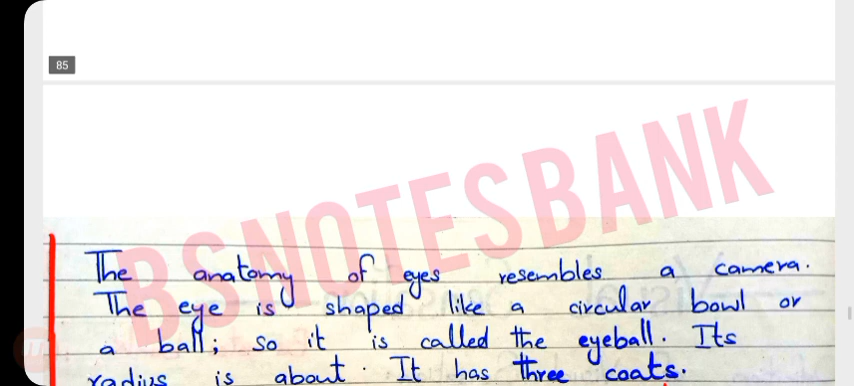 85
BSNOTESBANK
The anatomy of eyes resembles a camera.
The eye is shaped like a circular bowl or
a ball; so it is called the eyeball. Its
radius is about. It has three coats.